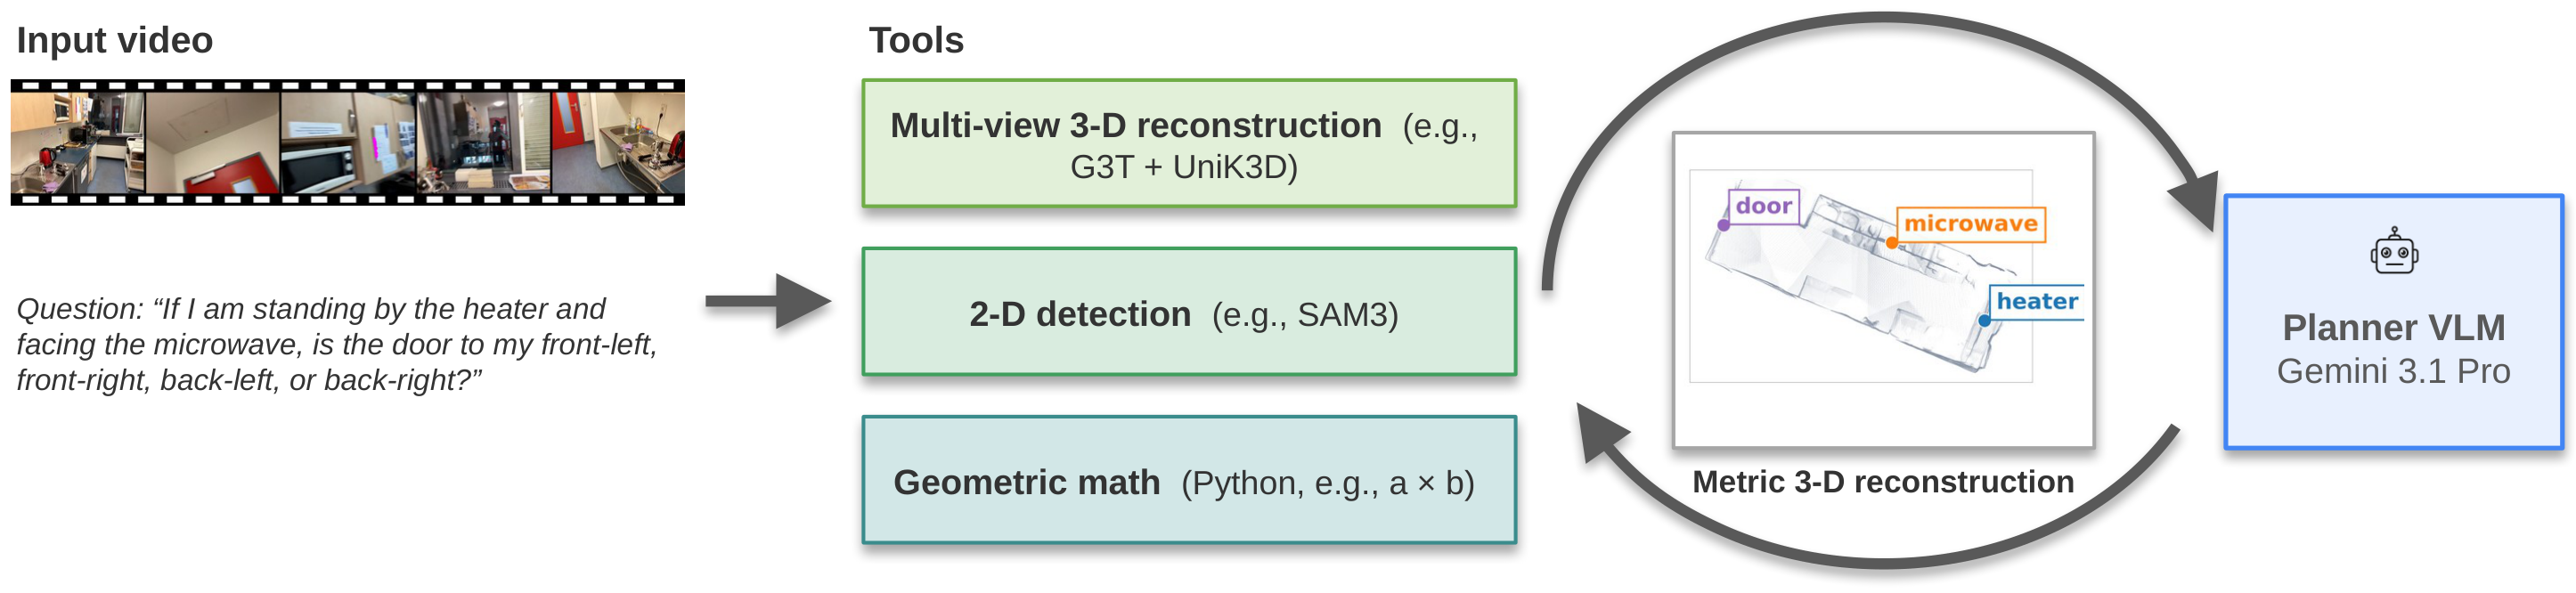 Input video
Question: “If I am standing by the heater and
facing the microwave, is the door to my front-left,
front-right, back-left, or back-right?”
Tools
Multi-view 3-D reconstruction (e.g.,
G3T + UniK3D)
2-D detection (e.g., SAM3)
Geometric math (Python, e.g., a × b)
door
microwave
heater
Metric 3-D reconstruction
Planner VLM
Gemini 3.1 Pro